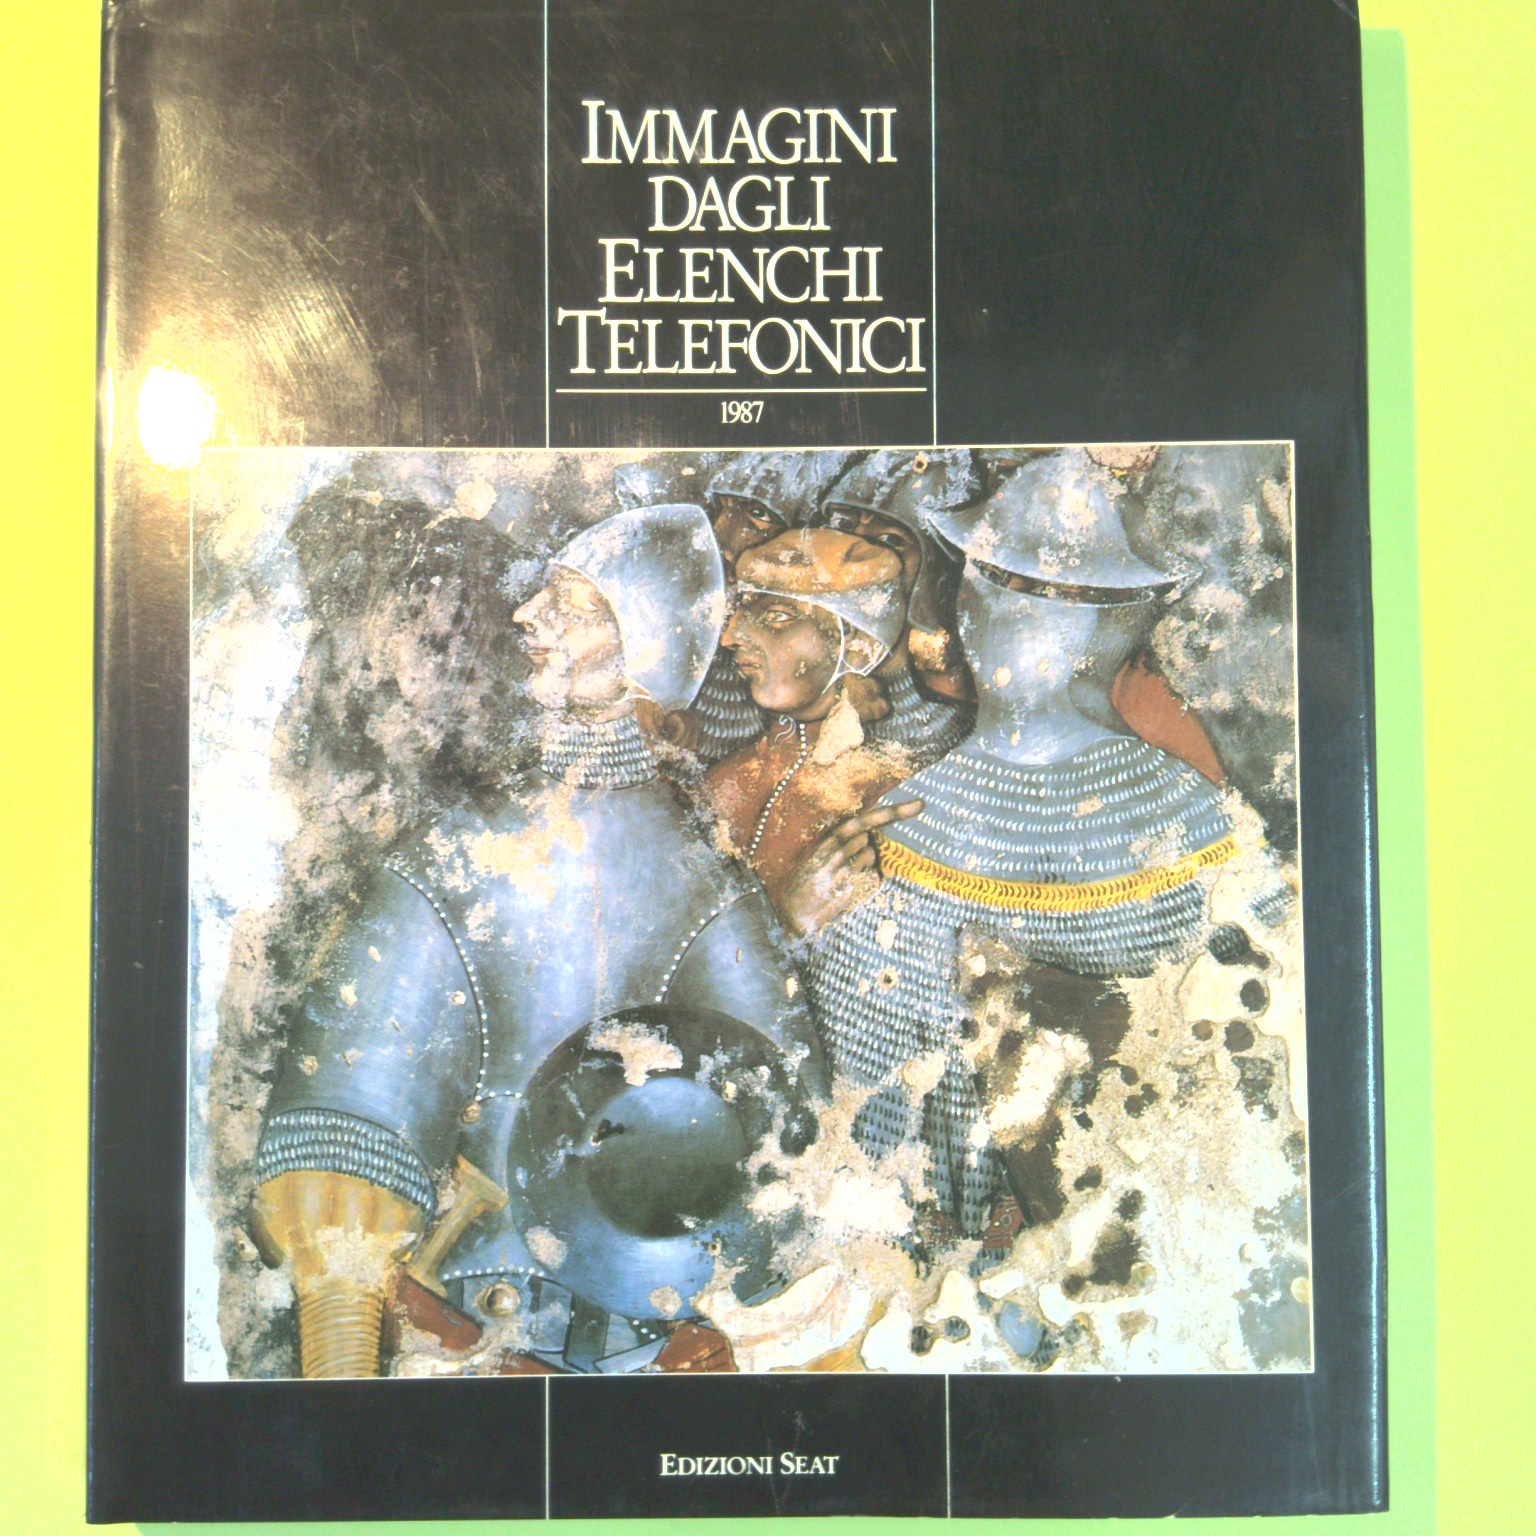 IMMAGINI
DAGLI
ELENCHI
TELEFONICI
1987
EDIZIONI SEAT